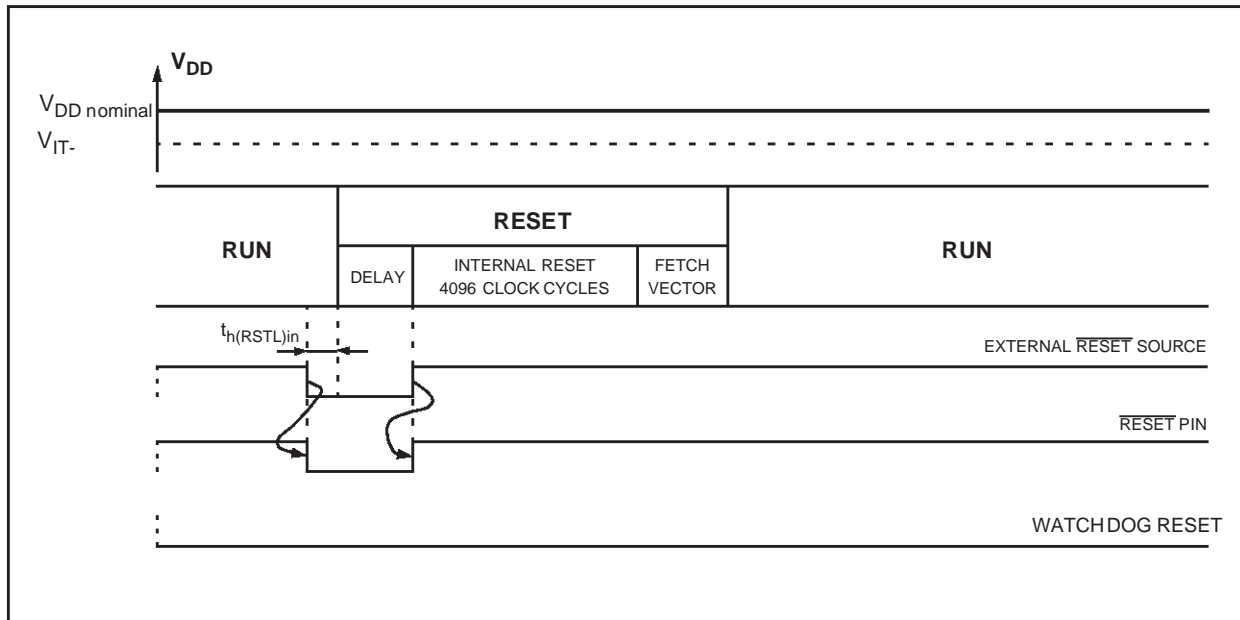 VDD
VDD nominal
VIT-
RUN
RESET
RUN
DELAY
INTERNAL RESET
4096 CLOCK CYCLES
FETCH
VECTOR
th(RSTL)in
EXTERNAL RESET SOURCE
RESET PIN
WATCHDOG RESET